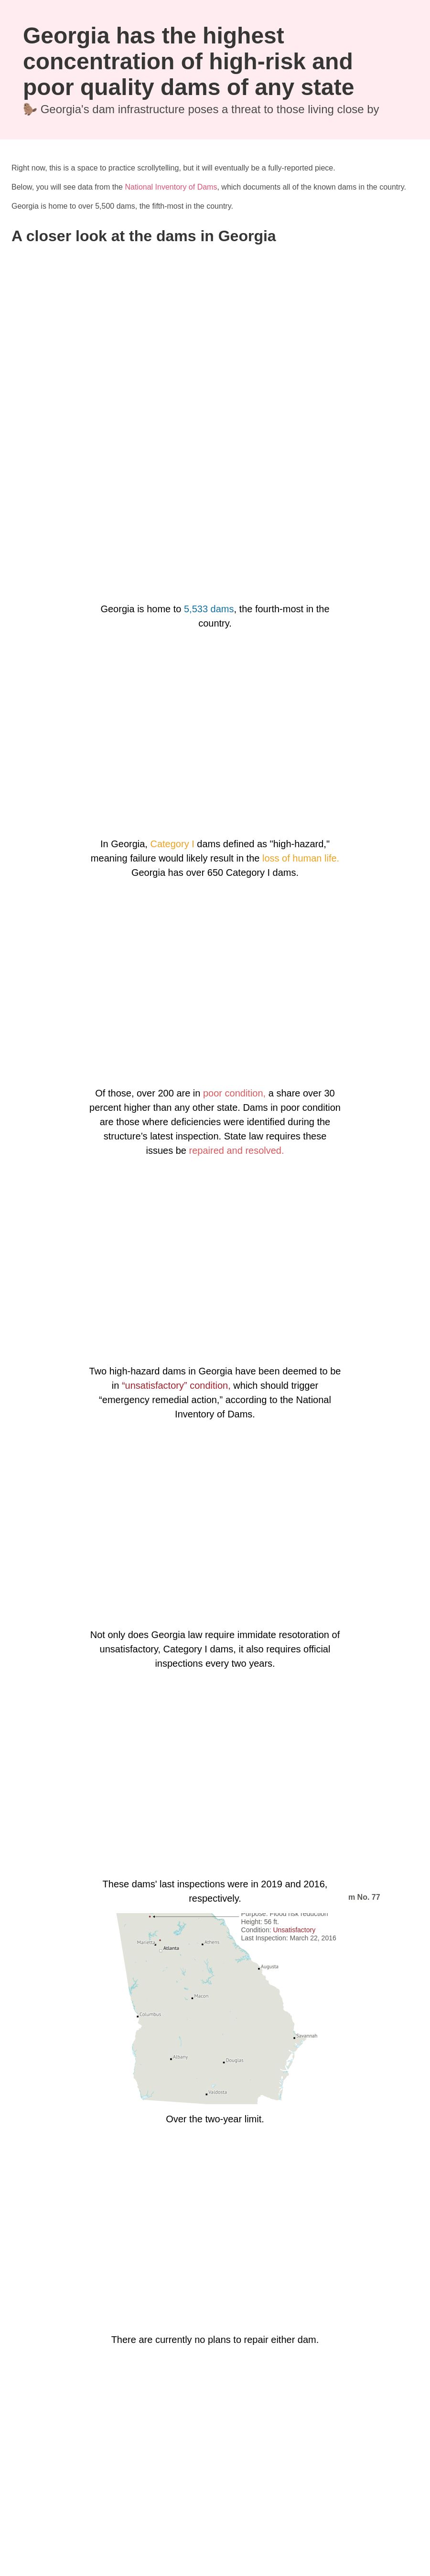 Georgia has the highest
concentration of high-risk and
poor quality dams of any state
🦫 Georgia's dam infrastructure poses a threat to those living close by
Right now, this is a space to practice scrollytelling, but it will eventually be a fully-reported piece.
Below, you will see data from the National Inventory of Dams, which documents all of the known dams in the country.
Georgia is home to over 5,500 dams, the fifth-most in the country.
A closer look at the dams in Georgia
Georgia is home to 5,533 dams, the fourth-most in the
country.
In Georgia, Category I dams defined as "high-hazard,"
meaning failure would likely result in the loss of human life.
Georgia has over 650 Category I dams.
Of those, over 200 are in poor condition, a share over 30
percent higher than any other state. Dams in poor condition
are those where deficiencies were identified during the
structure's latest inspection. State law requires these
issues be repaired and resolved.
Two high-hazard dams in Georgia have been deemed to be
in “unsatisfactory” condition, which should trigger
“emergency remedial action,” according to the National
Inventory of Dams.
Not only does Georgia law require immidate resotoration of
unsatisfactory, Category I dams, it also requires official
inspections every two years.
These dams' last inspections were in 2019 and 2016,
respectively.
m No. 77
Purpose: Flood risk reduction
Height: 56 ft.
Condition: Unsatisfactory
Last Inspection: March 22, 2016
Marietta
Atlanta
Athens
Augusta
Macon
Columbus
Savannah
Albany
Douglas
Valdosta
Over the two-year limit.
There are currently no plans to repair either dam.